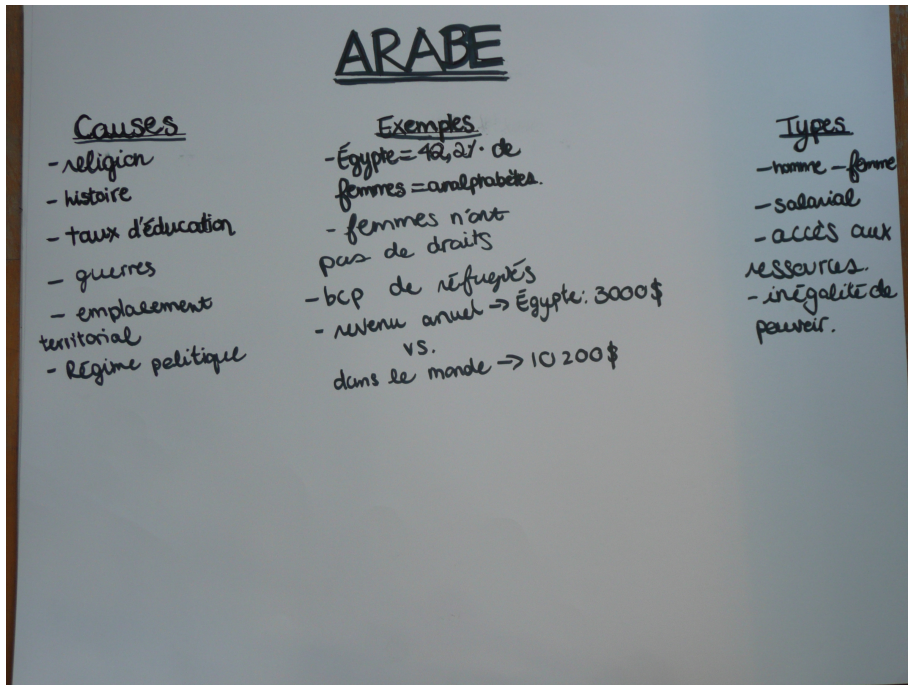 ARABE
Causes
- religion
- histoire
- taux d'éducation
- guerres
- emplacement
territorial
- Régime politique
Exemples
- Égypte = 42,2% de
femmes = analphabètes.
- femmes n'ont
pas de droits
- bcp de réfugiés
- revenu anuel -> Égypte: 3000$
vs.
dans le monde -> 10 200$
Types
- homme - femme
- salarial
- accès aux
ressources.
- inégalité de
pouvoir.